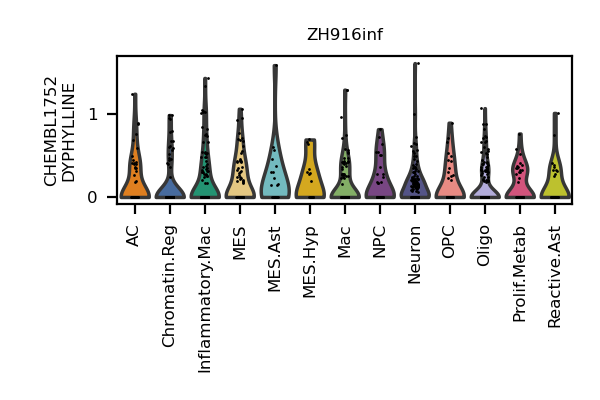 ZH916inf
CHEMBL1752
DYPHYLLINE
1
0
AC
Chromatin.Reg
Inflammatory.Mac
MES
MES.Ast
MES.Hyp
Mac
NPC
Neuron
OPC
Oligo
Prolif.Metab
Reactive.Ast